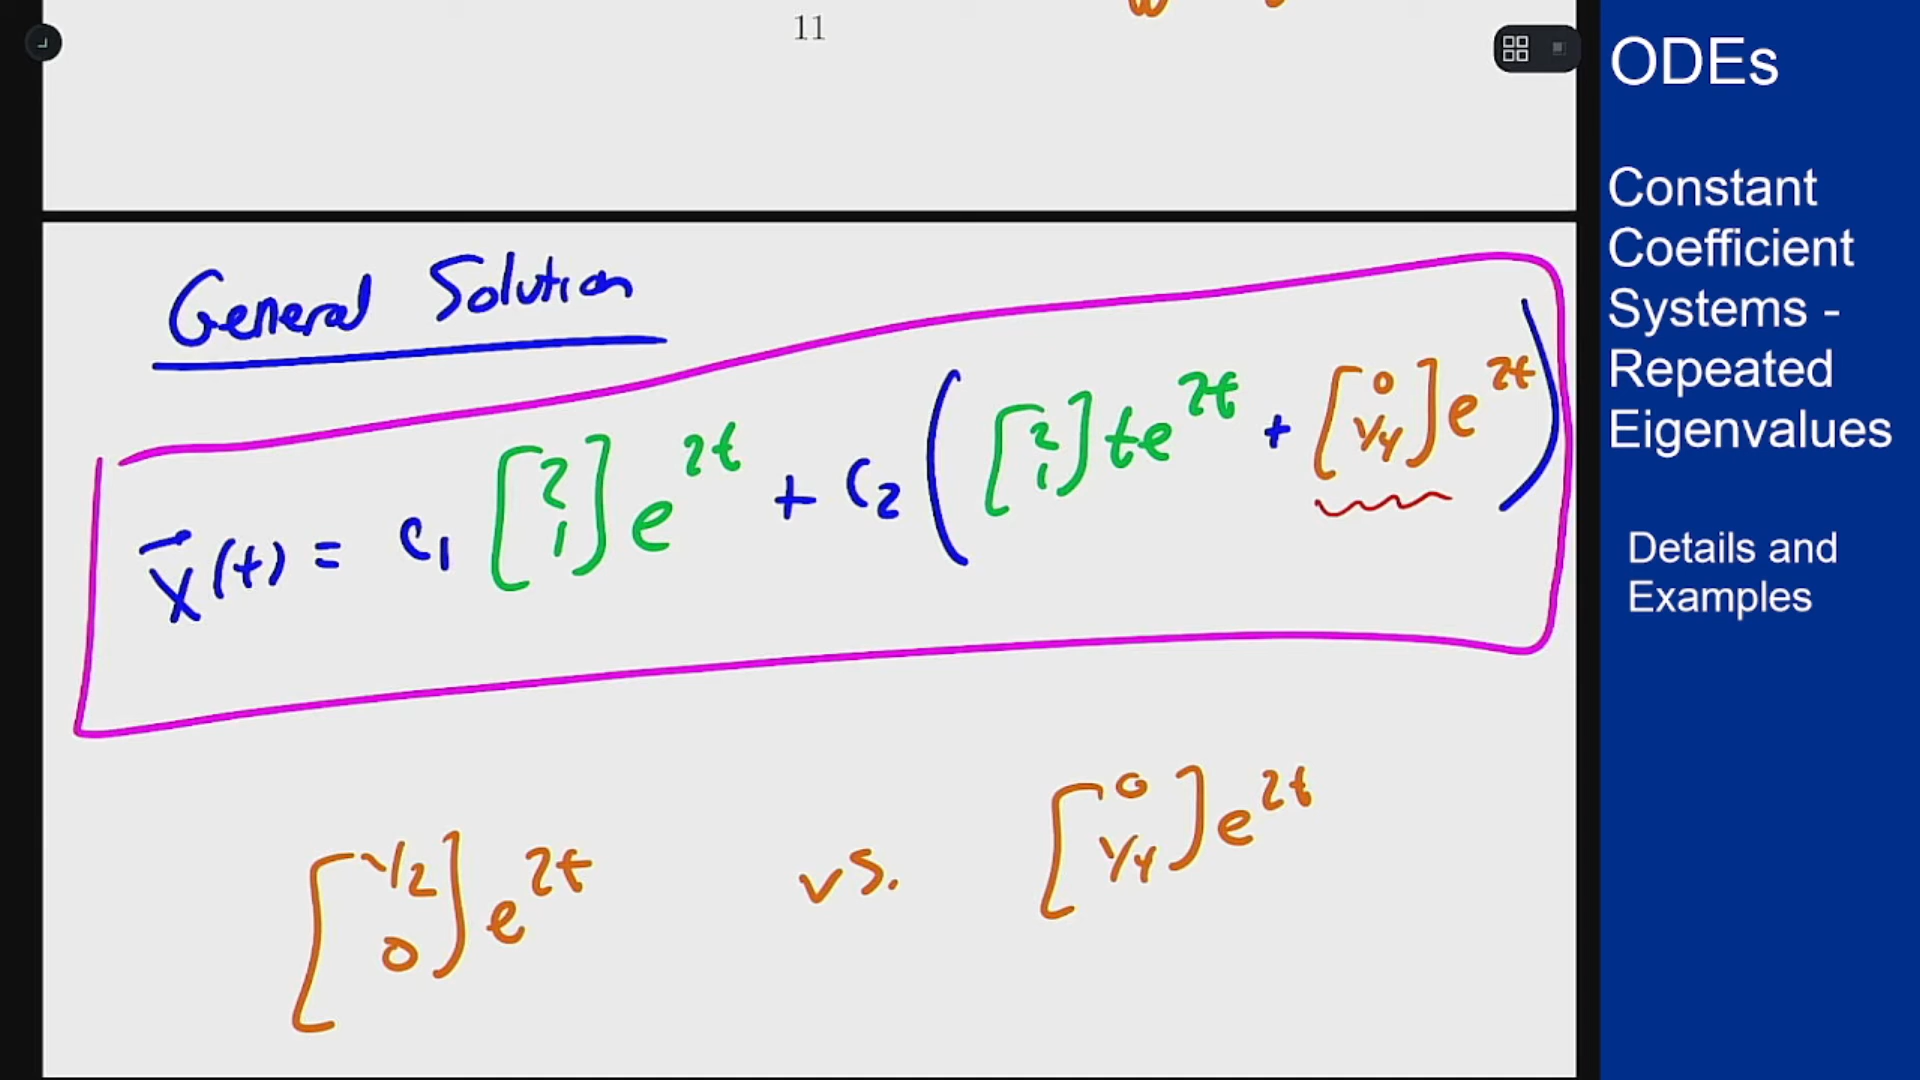 11
General Solution
x⃗(t) = c₁ [2 1] e^{2t} + c₂ ( [2 1] te^{2t} + [0 1/4] e^{2t} )
[1/2 0] e^{2t} vs. [0 1/4] e^{2t}
ODEs
Constant
Coefficient
Systems -
Repeated
Eigenvalues
Details and
Examples